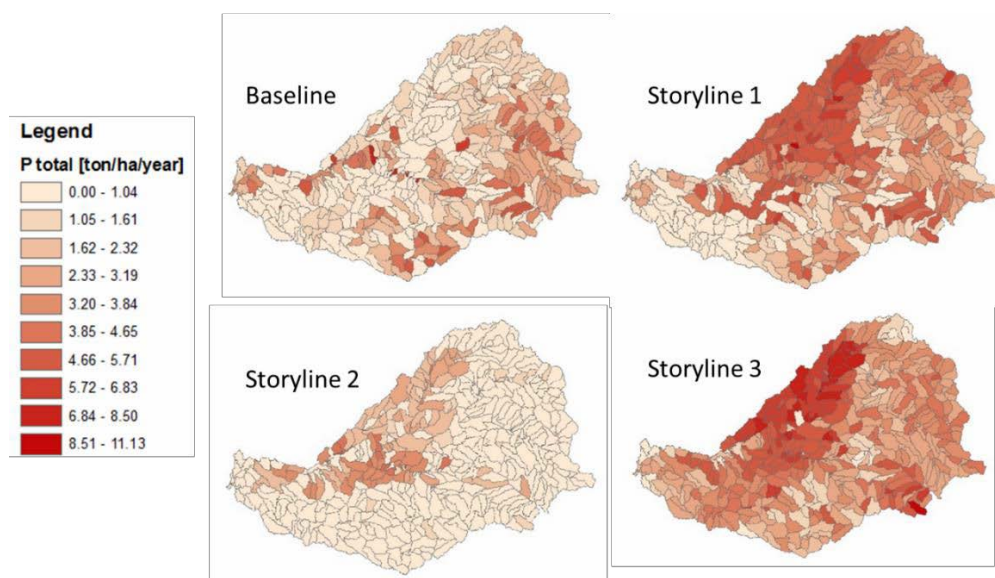 Baseline
Storyline 1
Legend
P total [ton/ha/year]
0.00 - 1.04
1.05 - 1.61
1.62 - 2.32
2.33 - 3.19
3.20 - 3.84
3.85 - 4.65
4.66 - 5.71
5.72 - 6.83
6.84 - 8.50
8.51 - 11.13
Storyline 2
Storyline 3